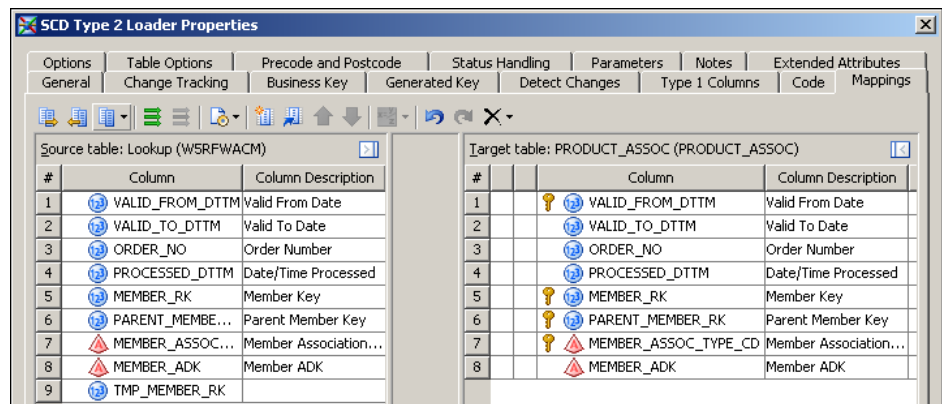 SCD Type 2 Loader Properties
Options Table Options Precode and Postcode Status Handling Parameters Notes Extended Attributes
General Change Tracking Business Key Generated Key Detect Changes Type 1 Columns Code Mappings
Source table: Lookup (W5RFWACM) Target table: PRODUCT_ASSOC (PRODUCT_ASSOC)
# Column Column Description # Column Column Description
1 VALID_FROM_DTTM Valid From Date 1 VALID_FROM_DTTM Valid From Date
2 VALID_TO_DTTM Valid To Date 2 VALID_TO_DTTM Valid To Date
3 ORDER_NO Order Number 3 ORDER_NO Order Number
4 PROCESSED_DTTM Date/Time Processed 4 PROCESSED_DTTM Date/Time Processed
5 MEMBER_RK Member Key 5 MEMBER_RK Member Key
6 PARENT_MEMBE... Parent Member Key 6 PARENT_MEMBER_RK Parent Member Key
7 MEMBER_ASSOC... Member Association... 7 MEMBER_ASSOC_TYPE_CD Member Association...
8 MEMBER_ADK Member ADK 8 MEMBER_ADK Member ADK
9 TMP_MEMBER_RK